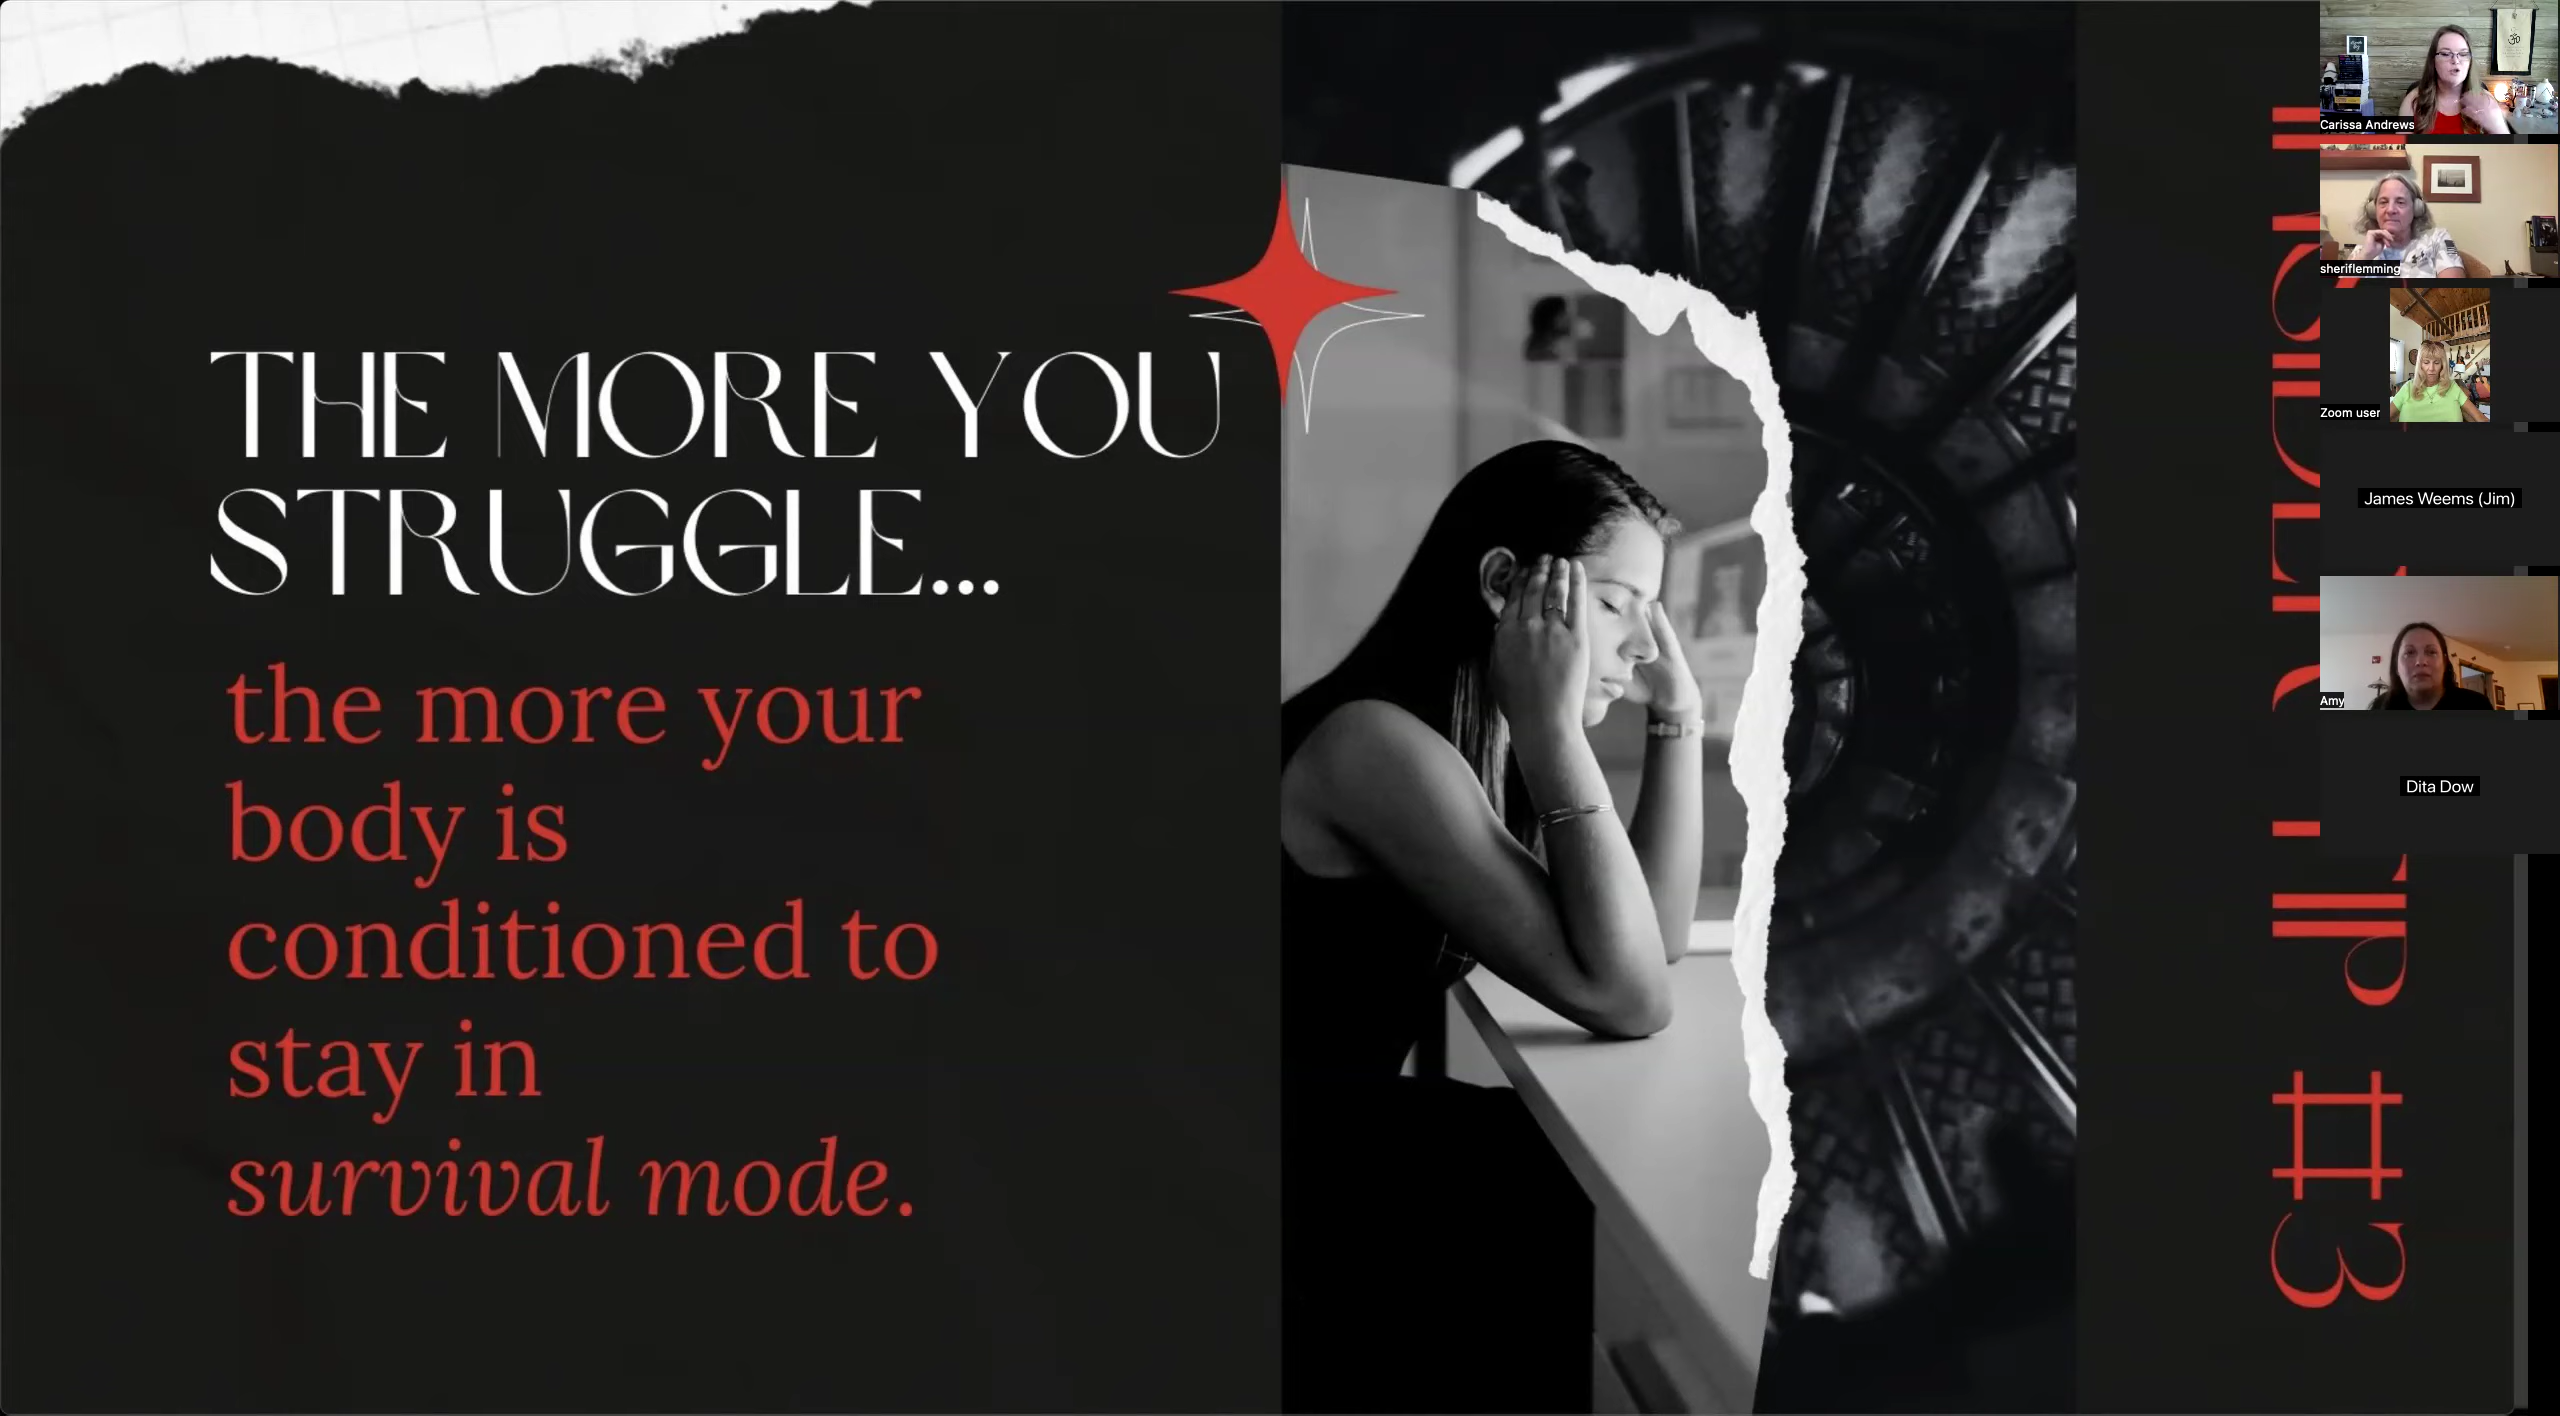 THE MORE YOU
STRUGGLE...
the more your
body is
conditioned to
stay in
survival mode.
#3
Carissa Andrews
sheriflemming
Zoom user
James Weems (Jim)
Amy
Dita Dow